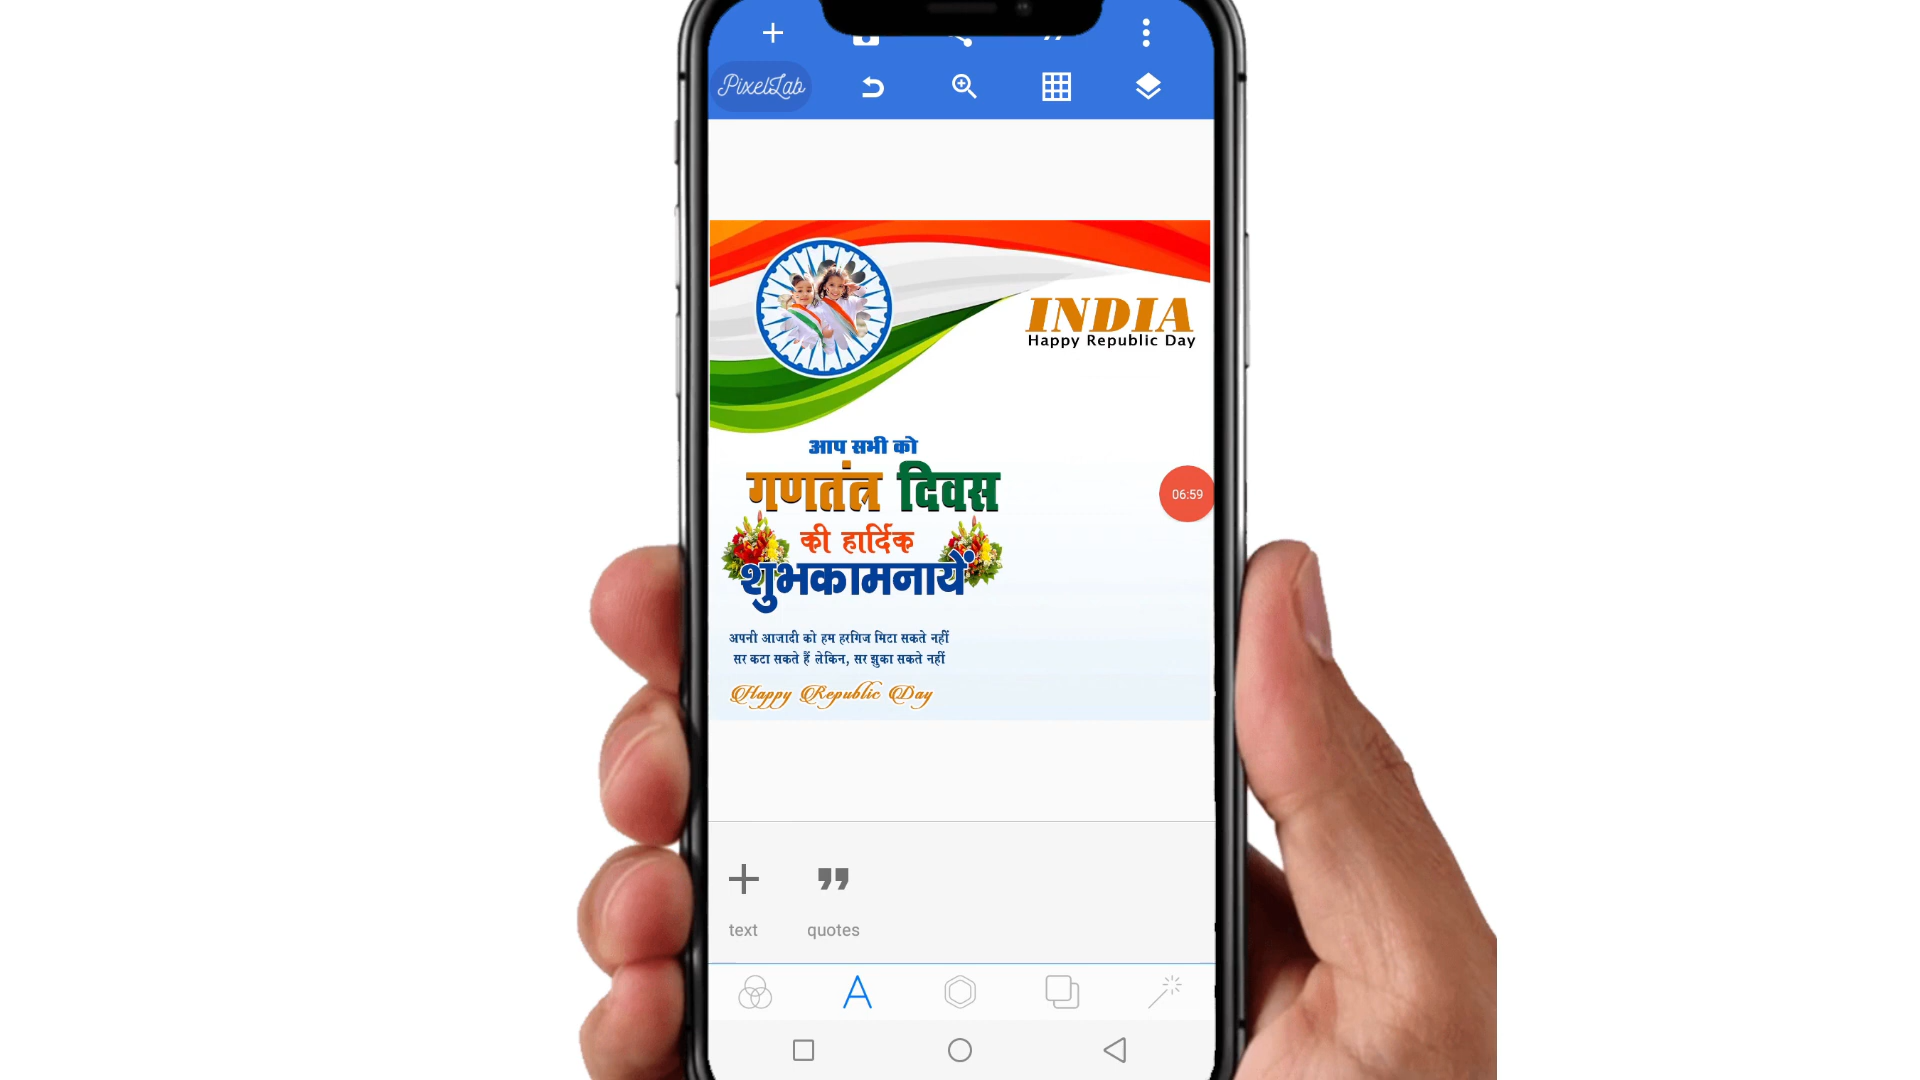 PixelLab
INDIA
Happy Republic Day
आप सभी को
गणतंत्र दिवस
की हार्दिक
शुभकामनायें
06:59
अपनी आजादी को हम हरगिज मिटा सकते नहीं
सर कटा सकते हैं लेकिन, सर झुका सकते नहीं
Happy Republic Day
text
quotes